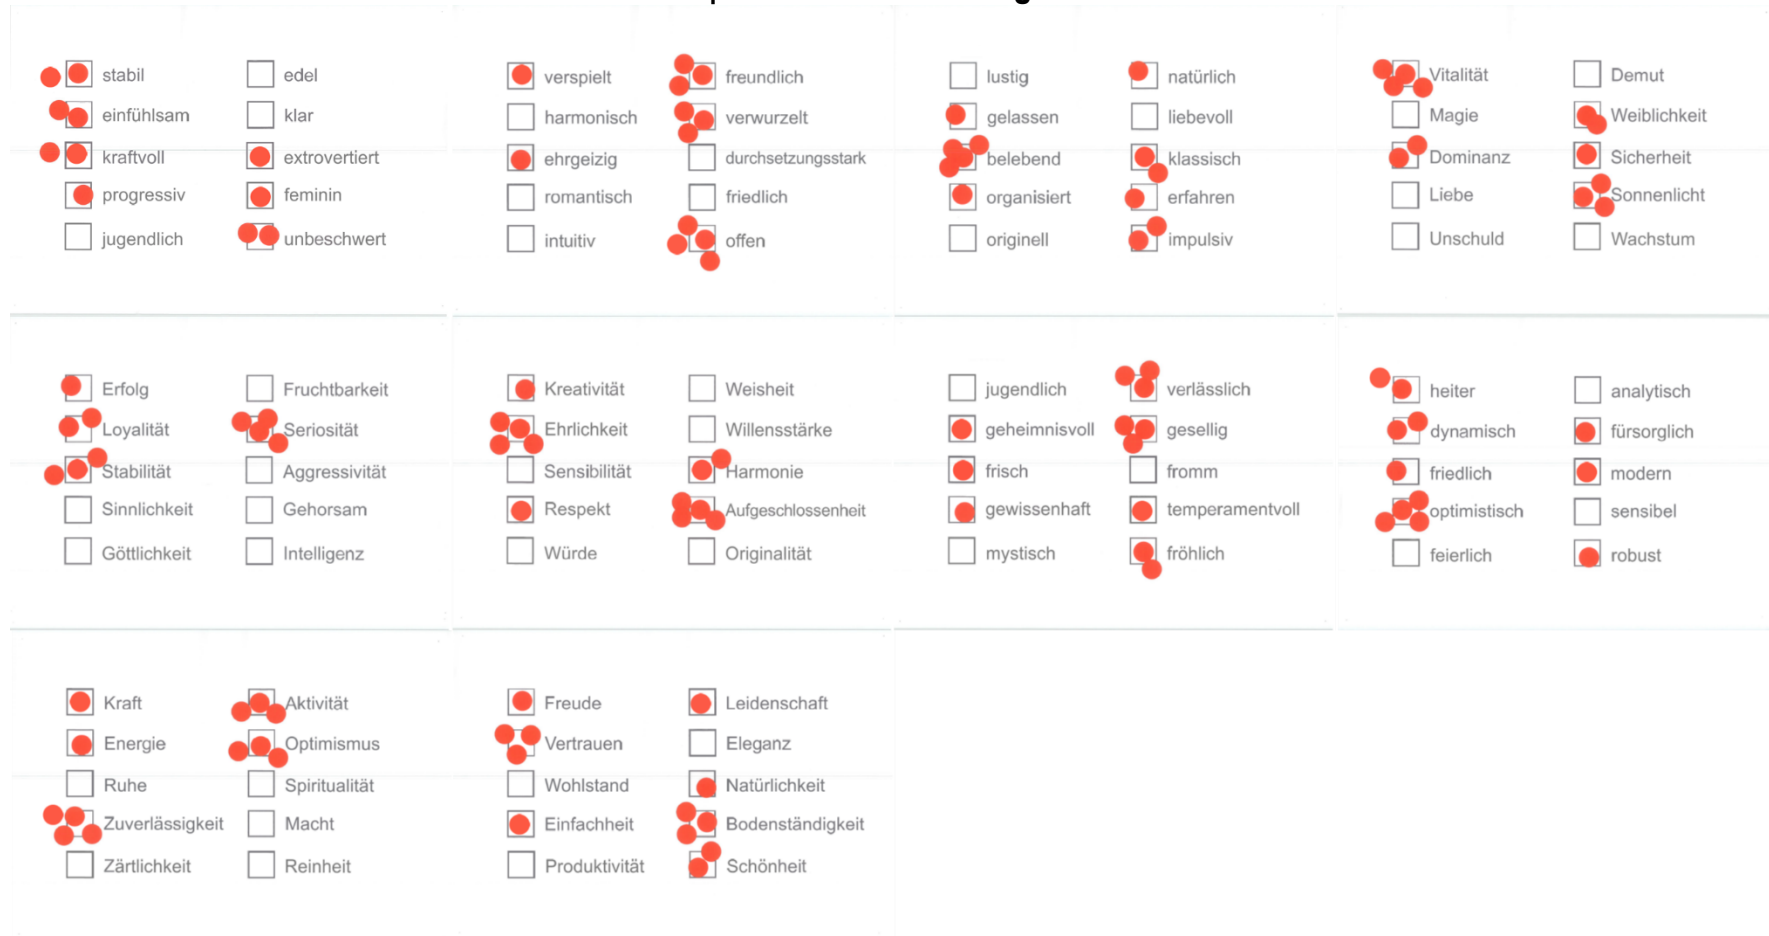 stabil
einfühlsam
kraftvoll
progressiv
jugendlich
edel
klar
extrovertiert
feminin
unbeschwert
verspielt
harmonisch
ehrgeizig
romantisch
intuitiv
freundlich
verwurzelt
durchsetzungsstark
friedlich
offen
lustig
gelassen
belebend
organisiert
originell
natürlich
liebevoll
klassisch
erfahren
impulsiv
Vitalität
Magie
Dominanz
Liebe
Unschuld
Demut
Weiblichkeit
Sicherheit
Sonnenlicht
Wachstum
Erfolg
Loyalität
Stabilität
Sinnlichkeit
Göttlichkeit
Fruchtbarkeit
Seriosität
Aggressivität
Gehorsam
Intelligenz
Kreativität
Ehrlichkeit
Sensibilität
Respekt
Würde
Weisheit
Willensstärke
Harmonie
Aufgeschlossenheit
Originalität
jugendlich
geheimnisvoll
frisch
gewissenhaft
mystisch
verlässlich
gesellig
fromm
temperamentvoll
fröhlich
heiter
dynamisch
friedlich
optimistisch
feierlich
analytisch
fürsorglich
modern
sensibel
robust
Kraft
Energie
Ruhe
Zuverlässigkeit
Zärtlichkeit
Aktivität
Optimismus
Spiritualität
Macht
Reinheit
Freude
Vertrauen
Wohlstand
Einfachheit
Produktivität
Leidenschaft
Eleganz
Natürlichkeit
Bodenständigkeit
Schönheit